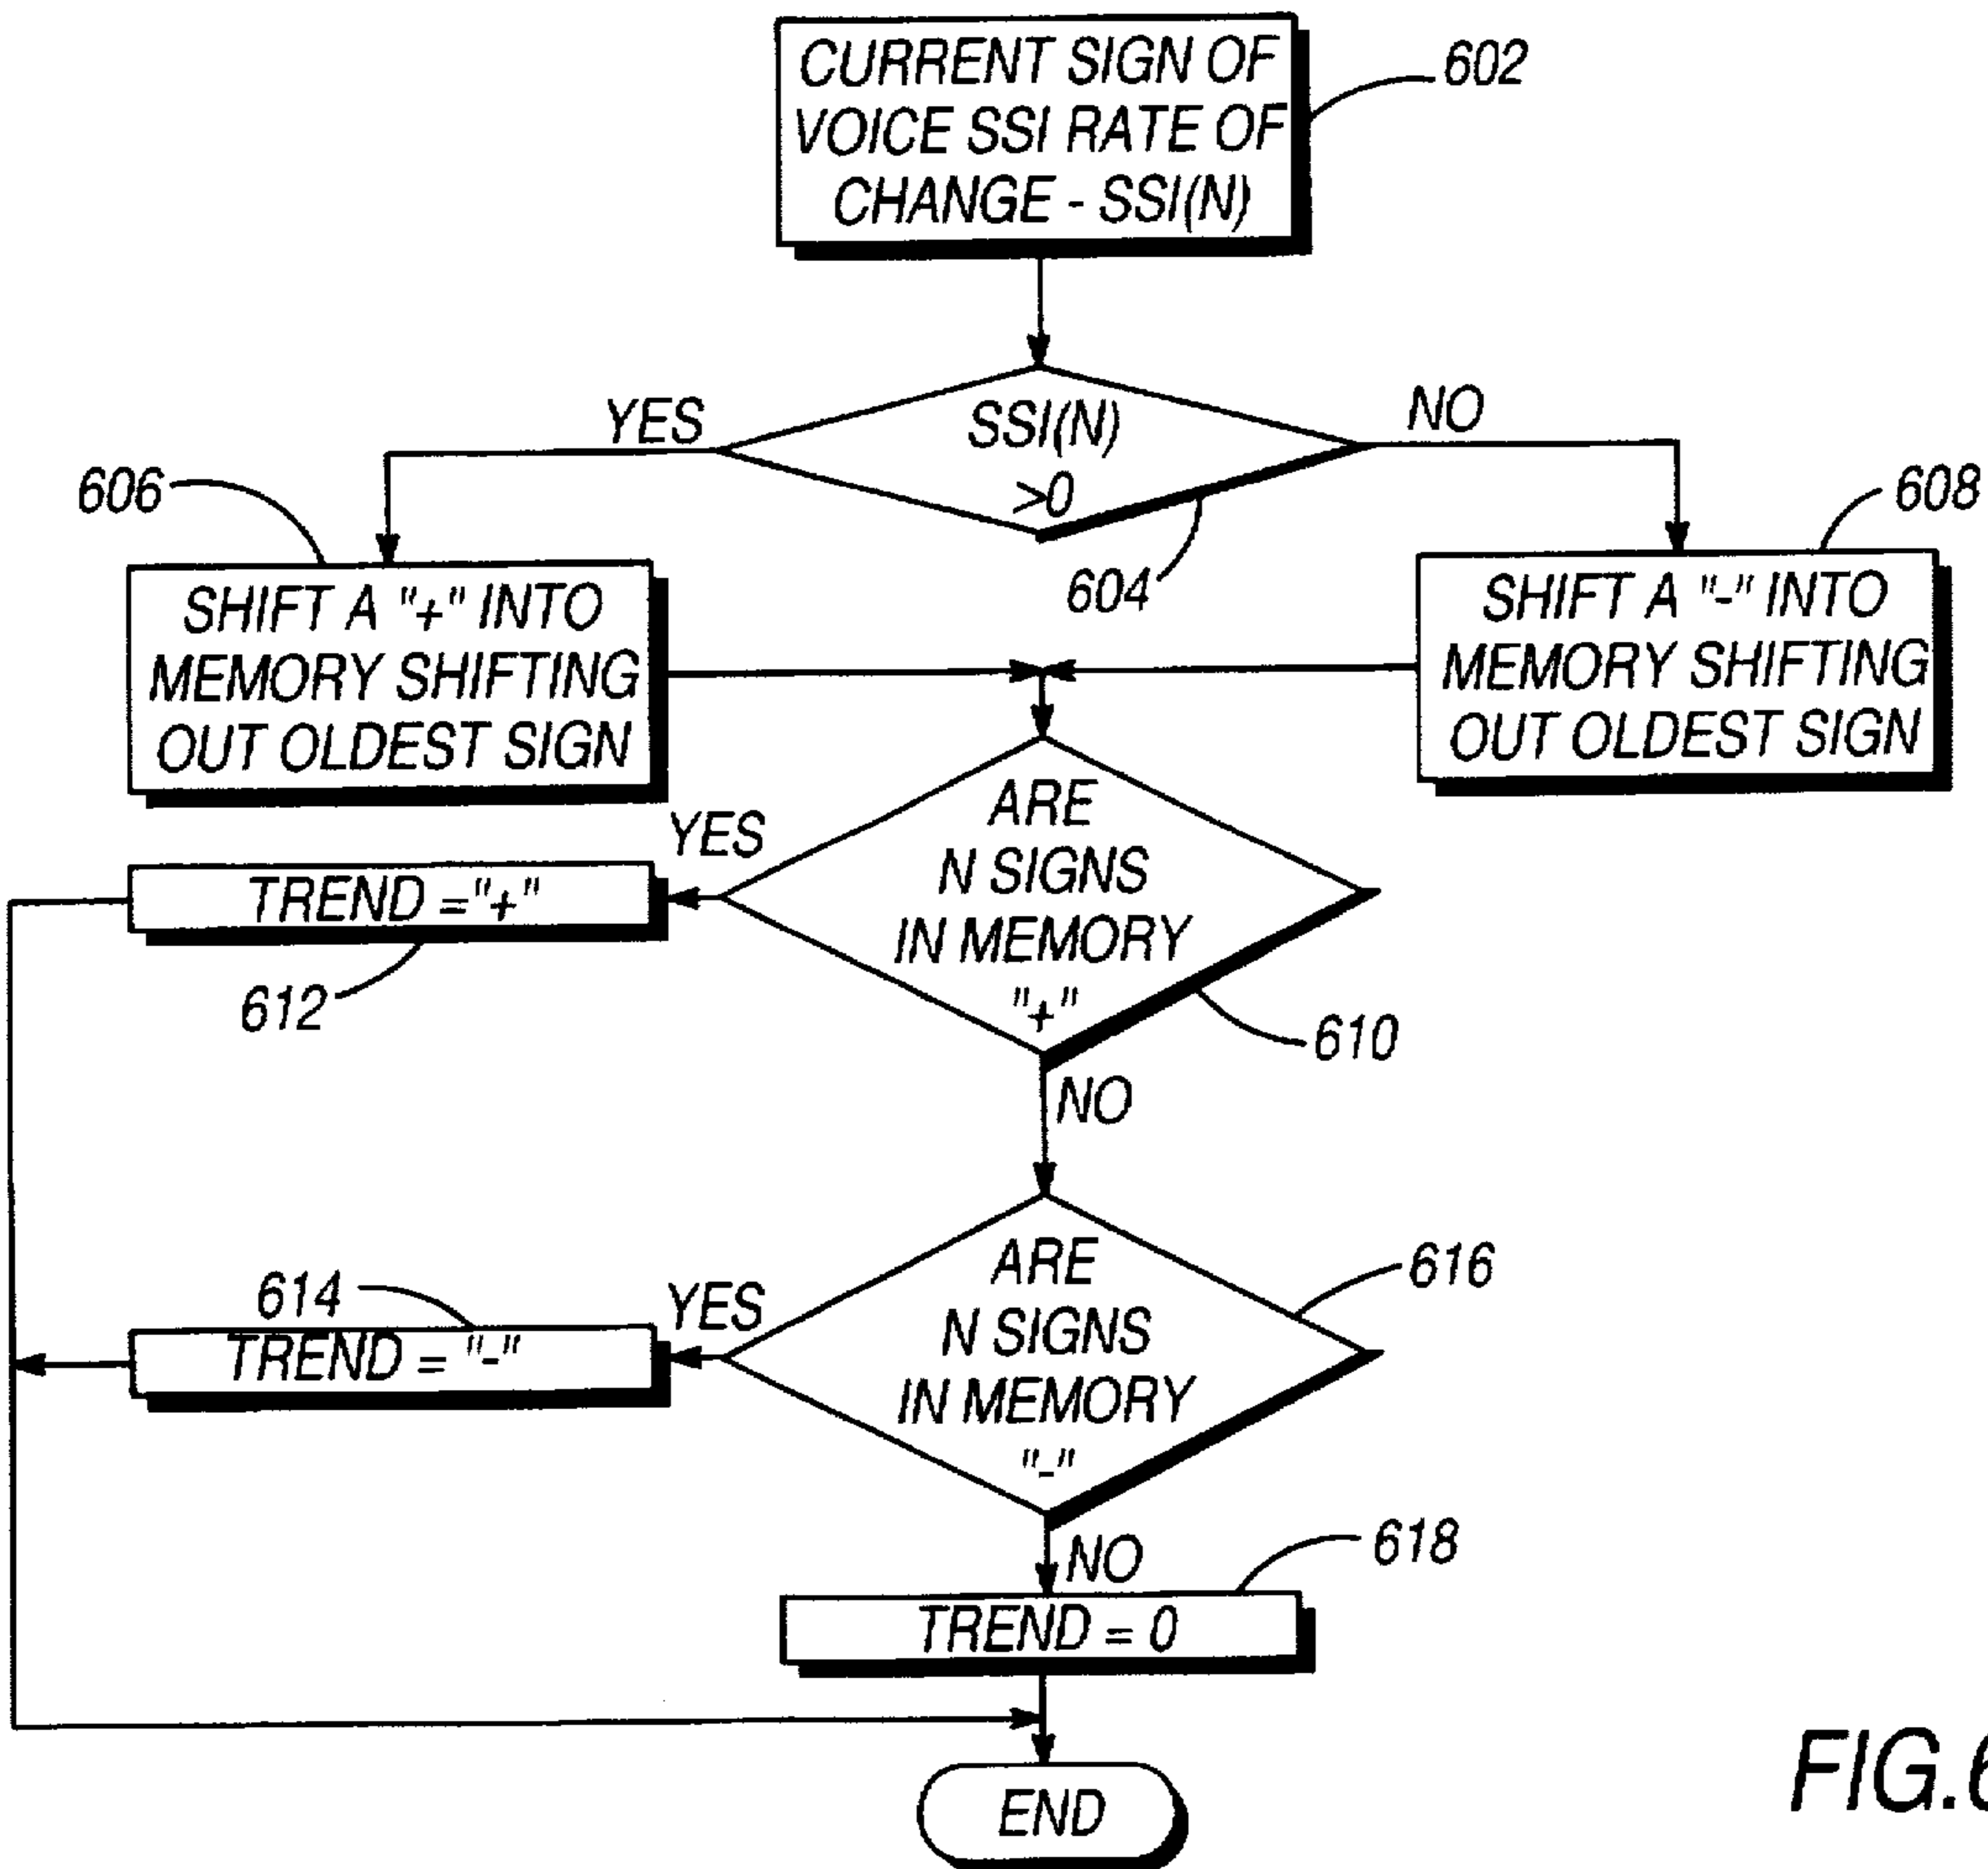 CURRENT SIGN OF
VOICE SSI RATE OF
CHANGE - SSI(N)
602
SSI(N)
>0
YES
NO
604
606
SHIFT A "+" INTO
MEMORY SHIFTING
OUT OLDEST SIGN
608
SHIFT A "-" INTO
MEMORY SHIFTING
OUT OLDEST SIGN
ARE
N SIGNS
IN MEMORY
"+"
YES
610
TREND ="+"
612
NO
ARE
N SIGNS
IN MEMORY
"-"
616
YES
614
TREND = "-"
NO
618
TREND = 0
END
FIG.6